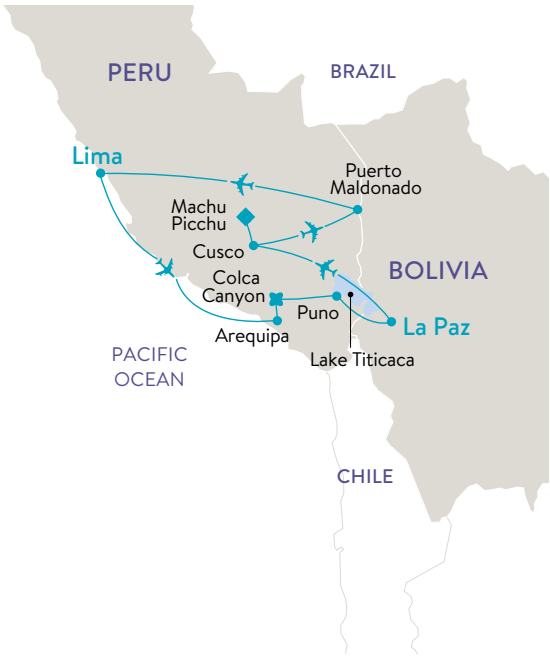 PERU
BRAZIL
Lima
Puerto
Maldonado
Machu
Picchu
Cusco
BOLIVIA
Colca
Canyon
Puno
La Paz
Arequipa
PACIFIC
OCEAN
Lake Titicaca
CHILE